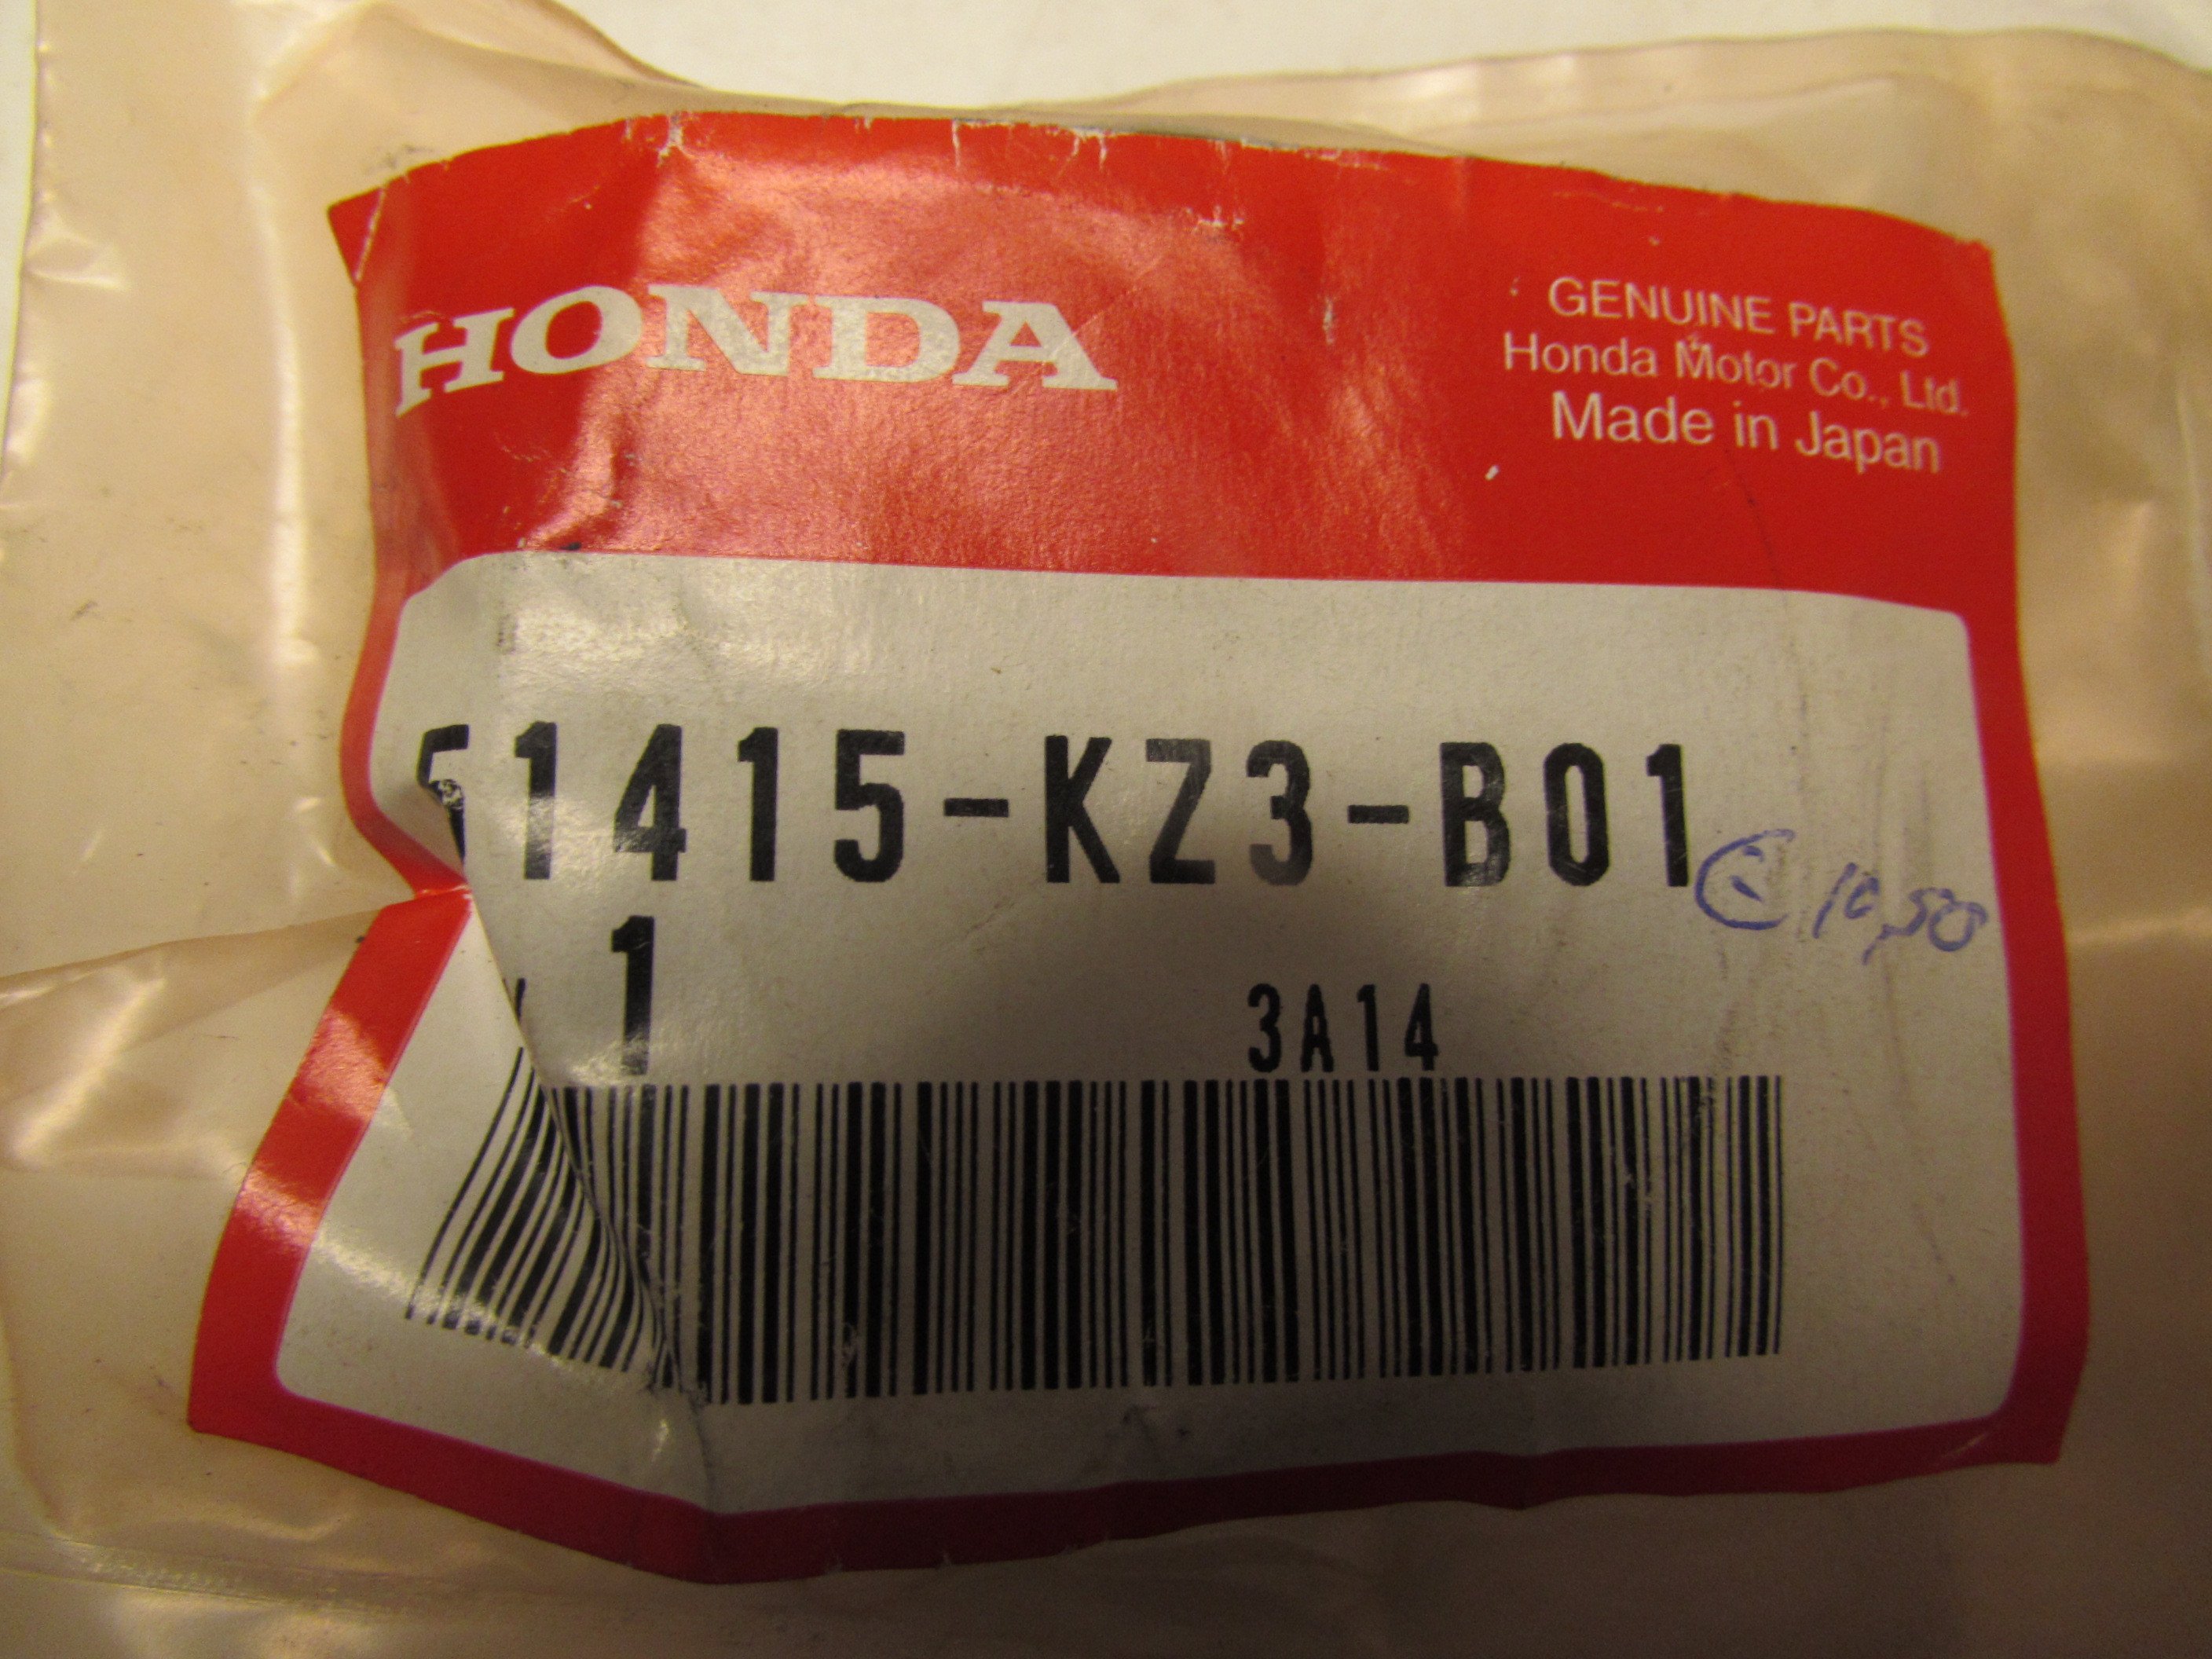 HONDA
GENUINE PARTS
Honda Motor Co., Ltd.
Made in Japan
51415-KZ3-B01
10,50
1
3A14